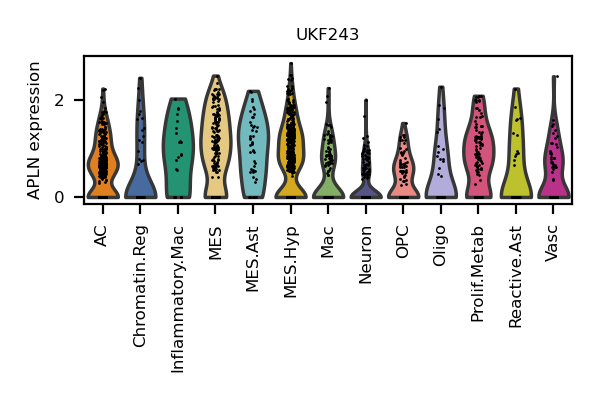 UKF243
APLN expression
2
0
AC
Chromatin.Reg
Inflammatory.Mac
MES
MES.Ast
MES.Hyp
Mac
Neuron
OPC
Oligo
Prolif.Metab
Reactive.Ast
Vasc